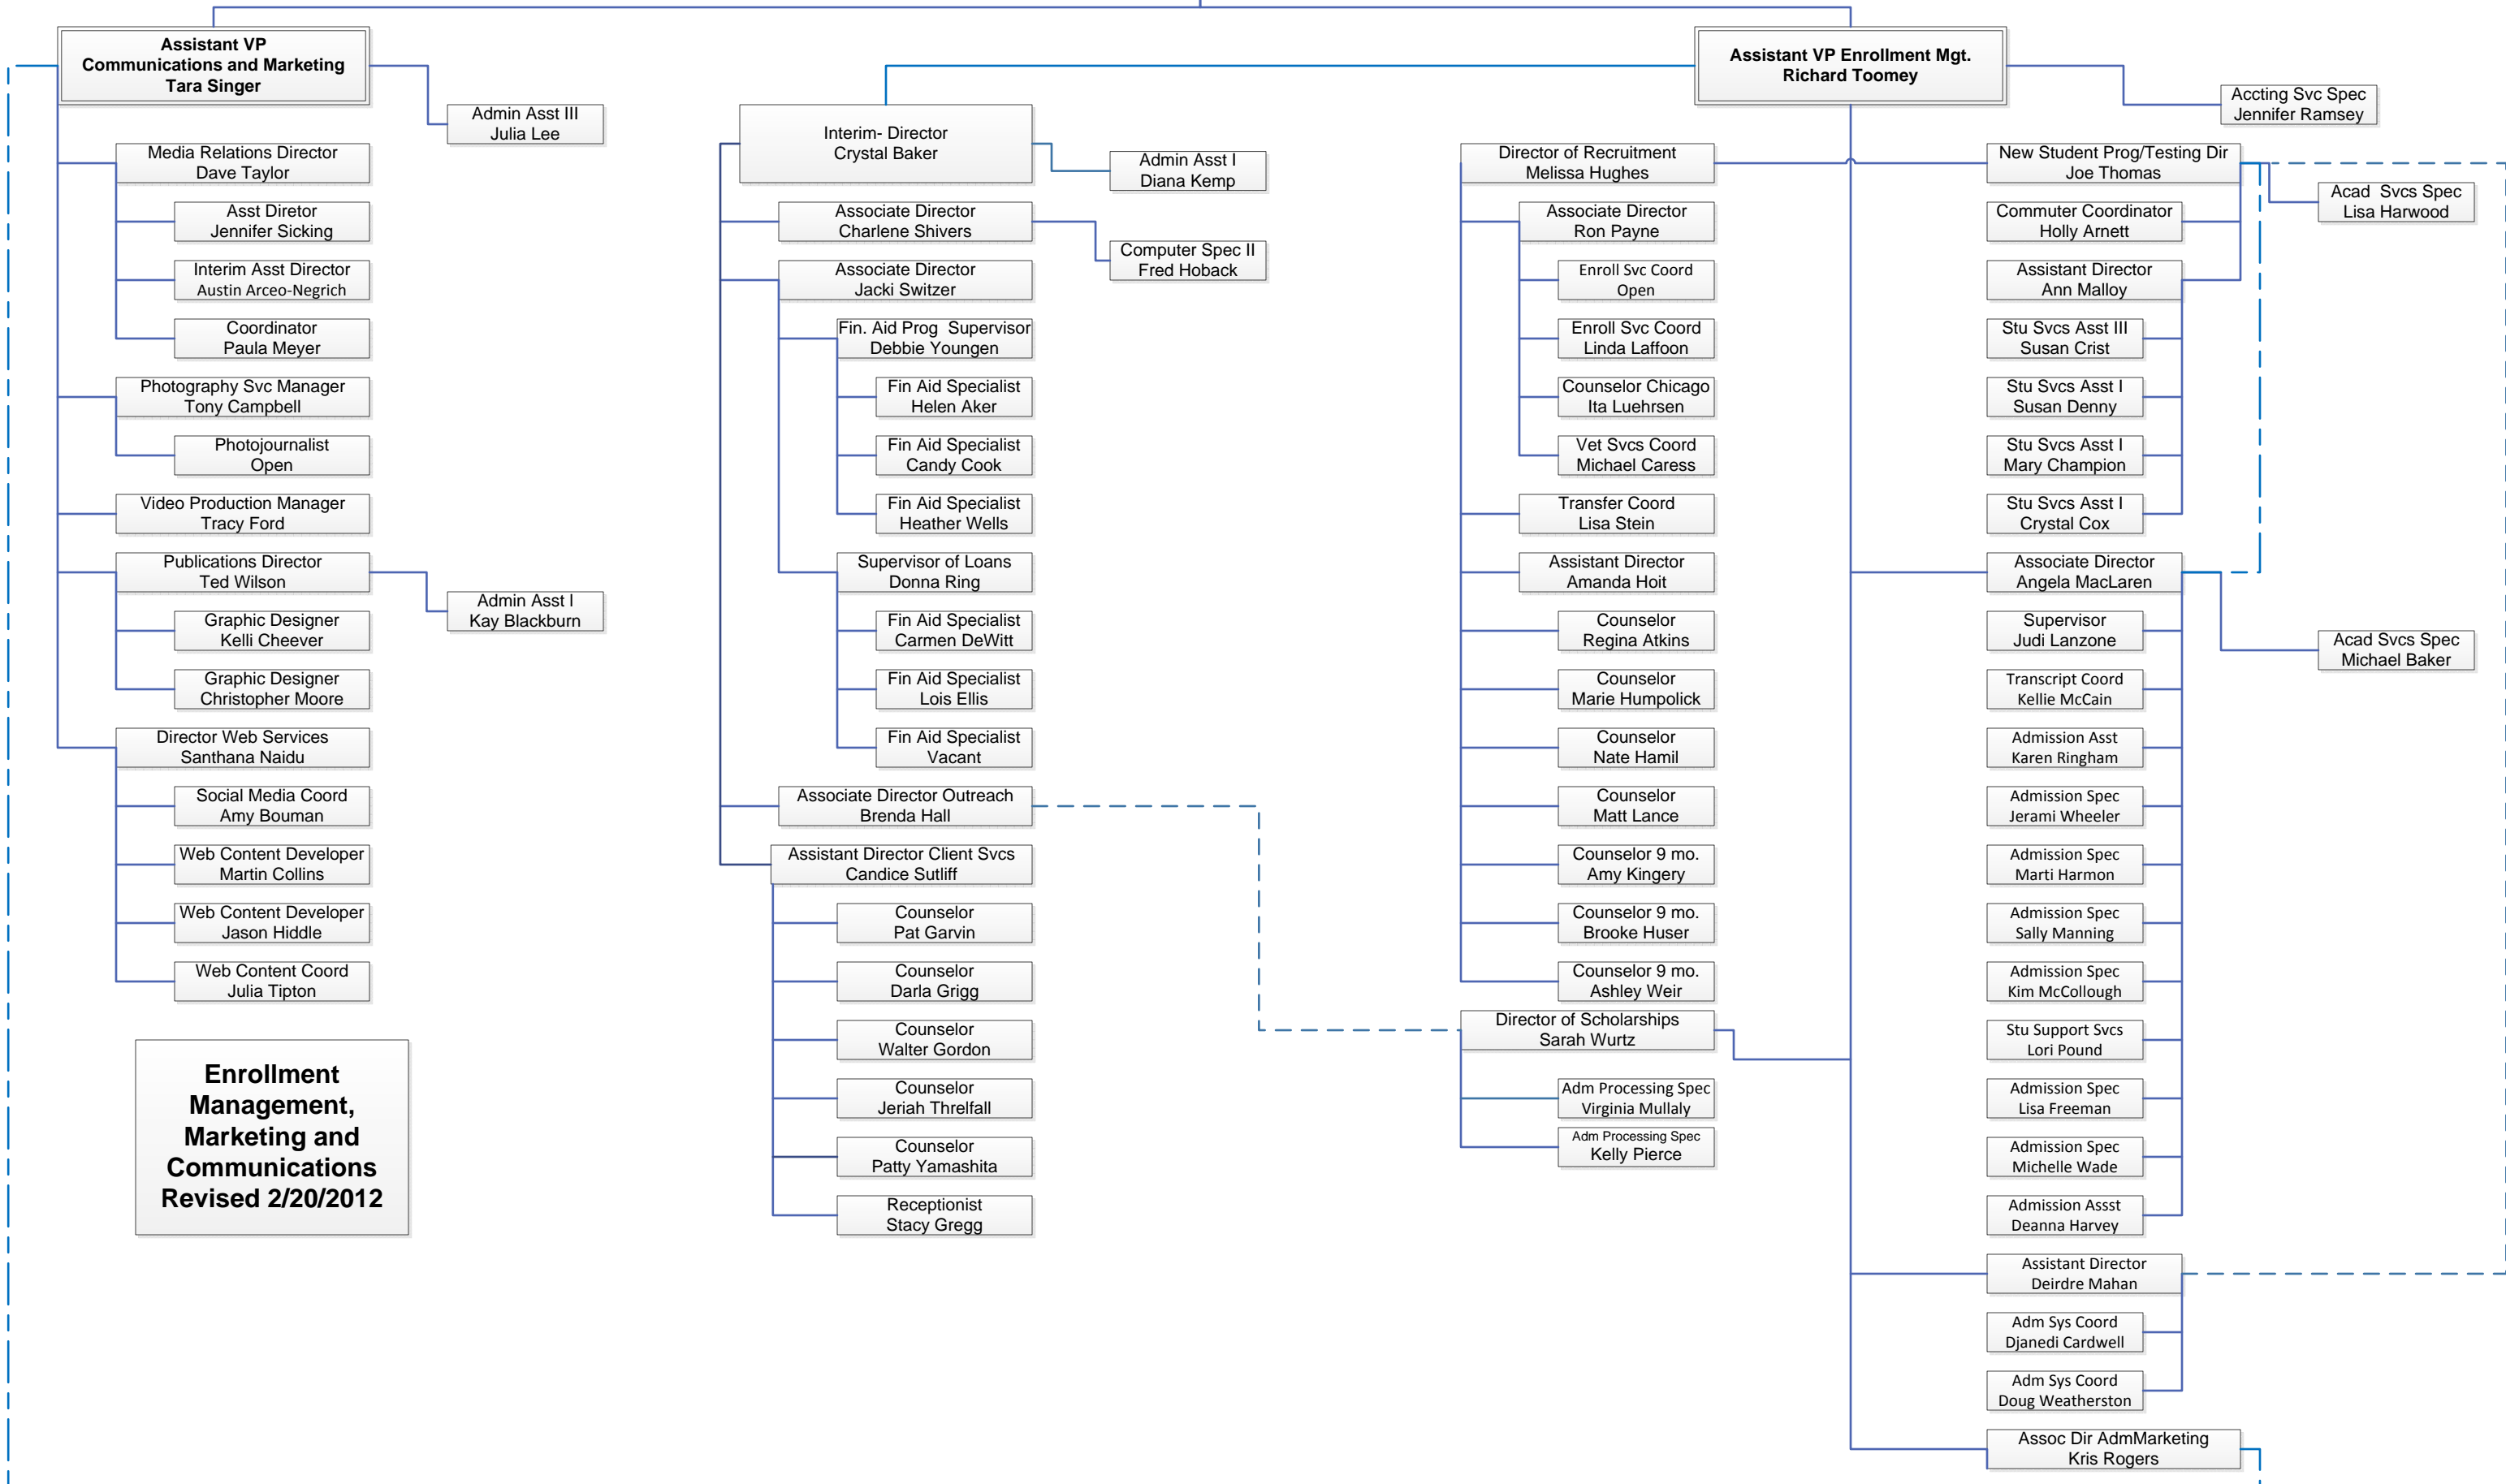 Assistant VP
Communications and Marketing
Tara Singer
Admin Asst III
Julia Lee
Media Relations Director
Dave Taylor
Asst Diretor
Jennifer Sicking
Interim Asst Director
Austin Arceo-Negrich
Coordinator
Paula Meyer
Photography Svc Manager
Tony Campbell
Photojournalist
Open
Video Production Manager
Tracy Ford
Publications Director
Ted Wilson
Admin Asst I
Kay Blackburn
Graphic Designer
Kelli Cheever
Graphic Designer
Christopher Moore
Director Web Services
Santhana Naidu
Social Media Coord
Amy Bouman
Web Content Developer
Martin Collins
Web Content Developer
Jason Hiddle
Web Content Coord
Julia Tipton
Enrollment
Management,
Marketing and
Communications
Revised 2/20/2012
Interim- Director
Crystal Baker
Admin Asst I
Diana Kemp
Associate Director
Charlene Shivers
Computer Spec II
Fred Hoback
Associate Director
Jacki Switzer
Fin. Aid Prog  Supervisor
Debbie Youngen
Fin Aid Specialist
Helen Aker
Fin Aid Specialist
Candy Cook
Fin Aid Specialist
Heather Wells
Supervisor of Loans
Donna Ring
Fin Aid Specialist
Carmen DeWitt
Fin Aid Specialist
Lois Ellis
Fin Aid Specialist
Vacant
Associate Director Outreach
Brenda Hall
Assistant Director Client Svcs
Candice Sutliff
Counselor
Pat Garvin
Counselor
Darla Grigg
Counselor
Walter Gordon
Counselor
Jeriah Threlfall
Counselor
Patty Yamashita
Receptionist
Stacy Gregg
Assistant VP Enrollment Mgt.
Richard Toomey
Accting Svc Spec
Jennifer Ramsey
Director of Recruitment
Melissa Hughes
Associate Director
Ron Payne
Enroll Svc Coord
Open
Enroll Svc Coord
Linda Laffoon
Counselor Chicago
Ita Luehrsen
Vet Svcs Coord
Michael Caress
Transfer Coord
Lisa Stein
Assistant Director
Amanda Hoit
Counselor
Regina Atkins
Counselor
Marie Humpolick
Counselor
Nate Hamil
Counselor
Matt Lance
Counselor 9 mo.
Amy Kingery
Counselor 9 mo.
Brooke Huser
Counselor 9 mo.
Ashley Weir
Director of Scholarships
Sarah Wurtz
Adm Processing Spec
Virginia Mullaly
Adm Processing Spec
Kelly Pierce
New Student Prog/Testing Dir
Joe Thomas
Acad  Svcs Spec
Lisa Harwood
Commuter Coordinator
Holly Arnett
Assistant Director
Ann Malloy
Stu Svcs Asst III
Susan Crist
Stu Svcs Asst I
Susan Denny
Stu Svcs Asst I
Mary Champion
Stu Svcs Asst I
Crystal Cox
Associate Director
Angela MacLaren
Acad Svcs Spec
Michael Baker
Supervisor
Judi Lanzone
Transcript Coord
Kellie McCain
Admission Asst
Karen Ringham
Admission Spec
Jerami Wheeler
Admission Spec
Marti Harmon
Admission Spec
Sally Manning
Admission Spec
Kim McCollough
Stu Support Svcs
Lori Pound
Admission Spec
Lisa Freeman
Admission Spec
Michelle Wade
Admission Assst
Deanna Harvey
Assistant Director
Deirdre Mahan
Adm Sys Coord
Djanedi Cardwell
Adm Sys Coord
Doug Weatherston
Assoc Dir AdmMarketing
Kris Rogers